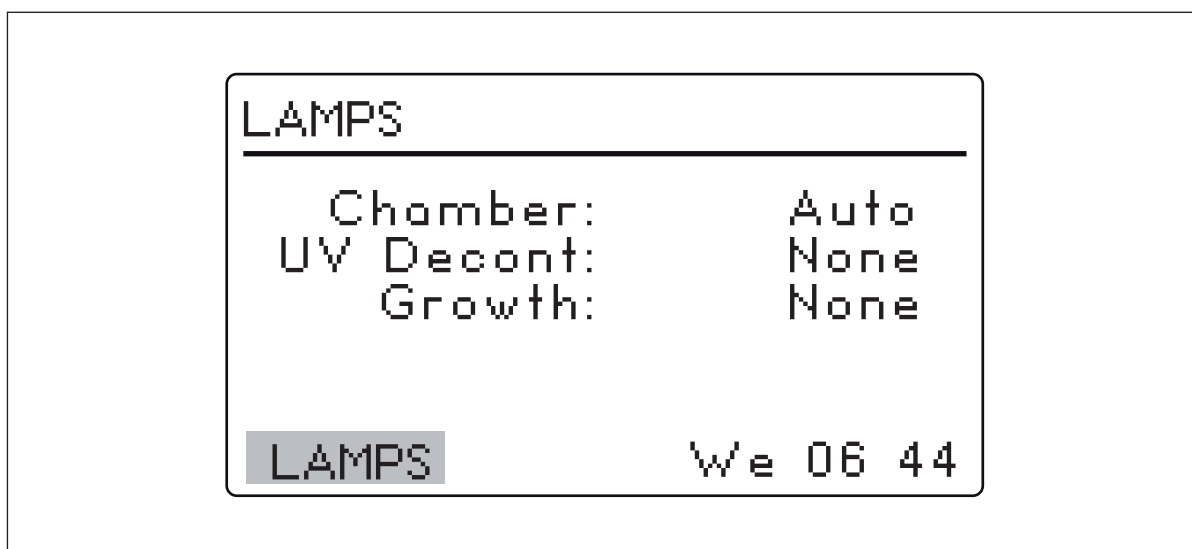 LAMPS
Chamber: Auto
UV Decont: None
Growth: None
LAMPS We 06 44